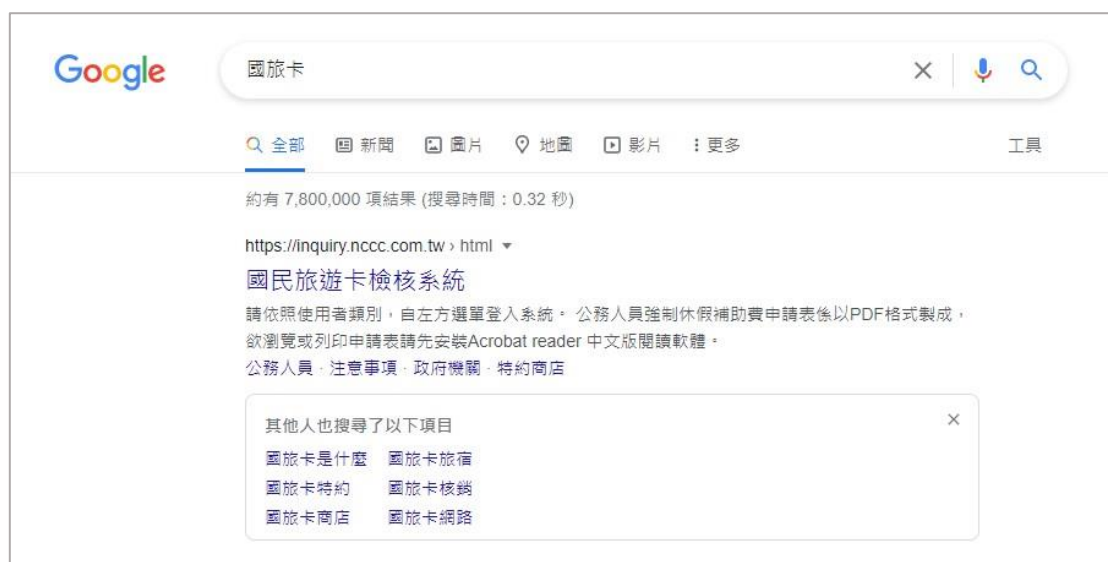 Google
國旅卡
全部 新聞 圖片 地圖 影片 更多 工具
約有 7,800,000 項結果 (搜尋時間：0.32 秒)
https://inquiry.nccc.com.tw › html
國民旅遊卡檢核系統
請依照使用者類別，自左方選單登入系統。 公務人員強制休假補助費申請表係以PDF格式製成，
欲瀏覽或列印申請表請先安裝Acrobat reader 中文版閱讀軟體。
公務人員 · 注意事項 · 政府機關 · 特約商店
其他人也搜尋了以下項目
國旅卡是什麼 國旅卡旅宿
國旅卡特約 國旅卡核銷
國旅卡商店 國旅卡網路